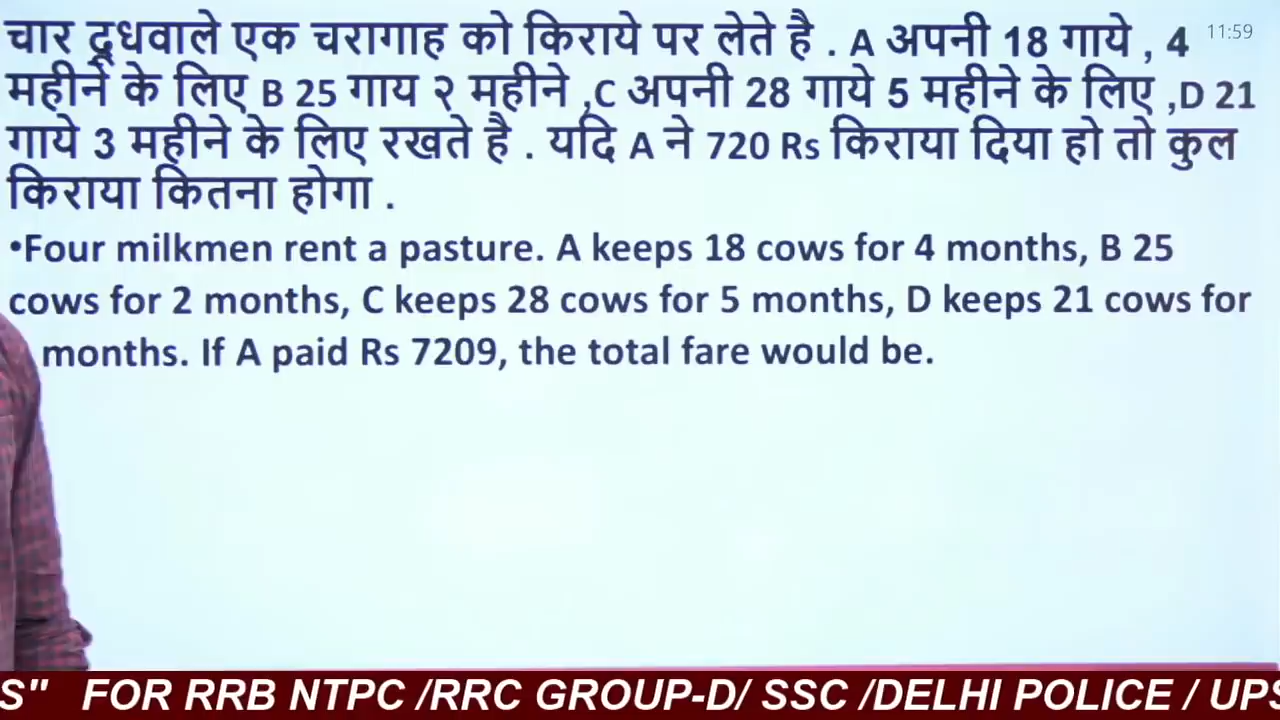 चार दूधवाले एक चरागाह को किराये पर लेते है . A अपनी 18 गाये , 4
11:59
महीने के लिए B 25 गाय २ महीने ,C अपनी 28 गाये 5 महीने के लिए ,D 21
गाये 3 महीने के लिए रखते है . यदि A ने 720 Rs किराया दिया हो तो कुल
किराया कितना होगा .
•Four milkmen rent a pasture. A keeps 18 cows for 4 months, B 25
cows for 2 months, C keeps 28 cows for 5 months, D keeps 21 cows for
months. If A paid Rs 7209, the total fare would be.
S" FOR RRB NTPC /RRC GROUP-D/ SSC /DELHI POLICE / UPS